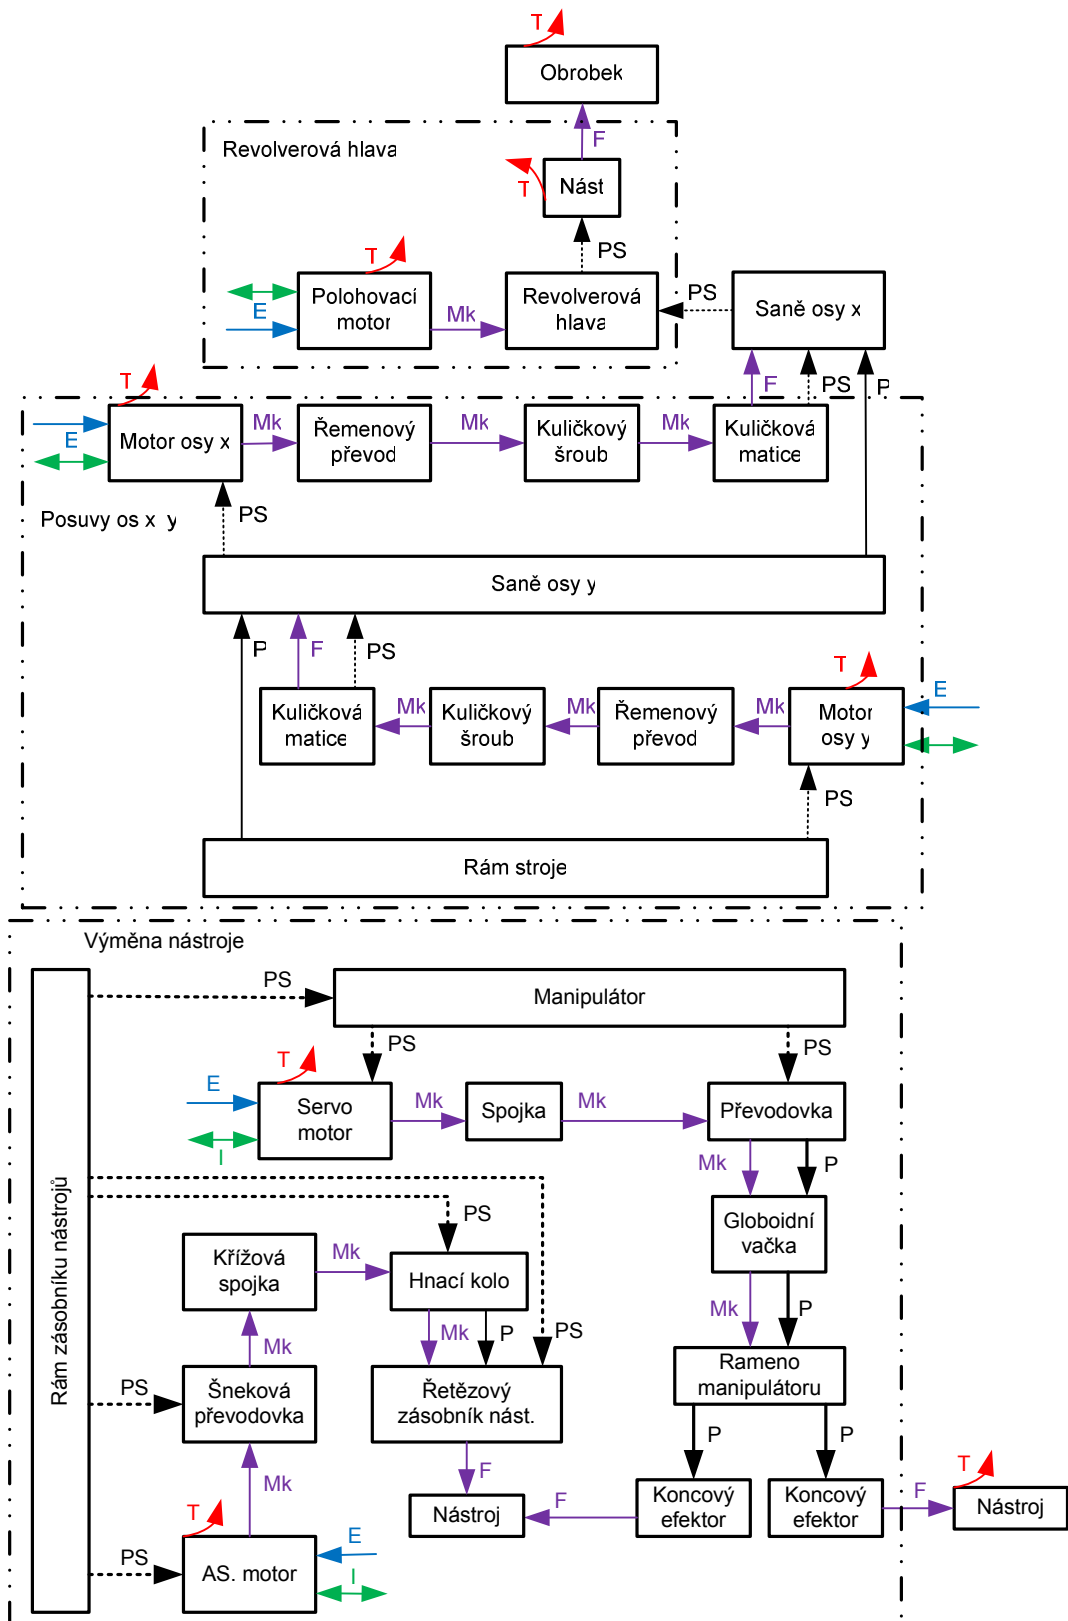 T
Obrobek
Revolverová hlava
F
T
Nást
PS
T
E
Polohovací
motor
Mk
Revolverová
hlava
PS
Saně osy x
T
F
PS
P
E
Motor osy x
Mk
Řemenový
převod
Mk
Kuličkový
šroub
Mk
Kuličková
matice
Posuvy os x y
PS
Saně osy y
P
F
PS
T
E
Kuličková
matice
Mk
Kuličkový
šroub
Mk
Řemenový
převod
Mk
Motor
osy y
PS
Rám stroje
Výměna nástroje
Rám zásobníku nástrojů
PS
Manipulátor
PS
PS
T
E
I
Servo
motor
Mk
Spojka
Mk
Převodovka
Mk
P
PS
Globoidní
vačka
Křížová
spojka
Mk
Hnací kolo
Mk
P
Mk
Mk
P
PS
Rameno
manipulátoru
PS
Šneková
převodovka
Řetězový
zásobník nást.
P
P
Mk
F
T
T
Nástroj
F
Koncový
efektor
Koncový
efektor
F
Nástroj
PS
AS. motor
E
I